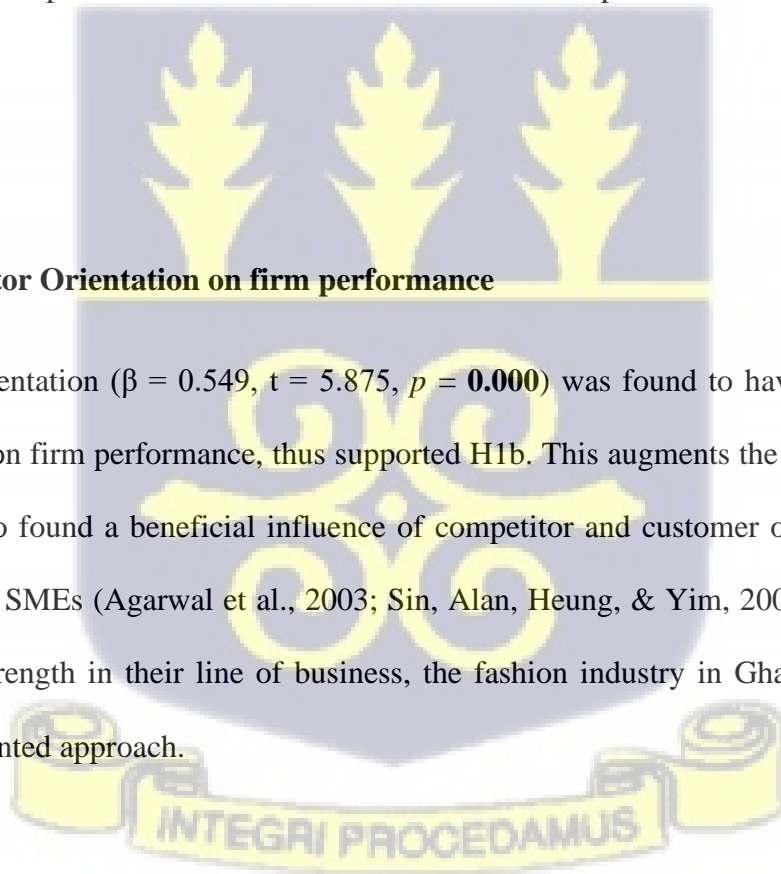 tor Orientation on firm performance
entation (β = 0.549, t = 5.875, p = 0.000) was found to hav
on firm performance, thus supported H1b. This augments the
o found a beneficial influence of competitor and customer o
SMEs (Agarwal et al., 2003; Sin, Alan, Heung, & Yim, 200
rength in their line of business, the fashion industry in Gha
nted approach.
INTEGRI PROCEDAMUS